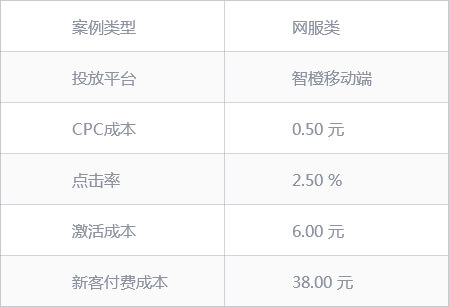 案例类型 网服类
投放平台 智橙移动端
CPC成本 0.50 元
点击率 2.50 %
激活成本 6.00 元
新客付费成本 38.00 元